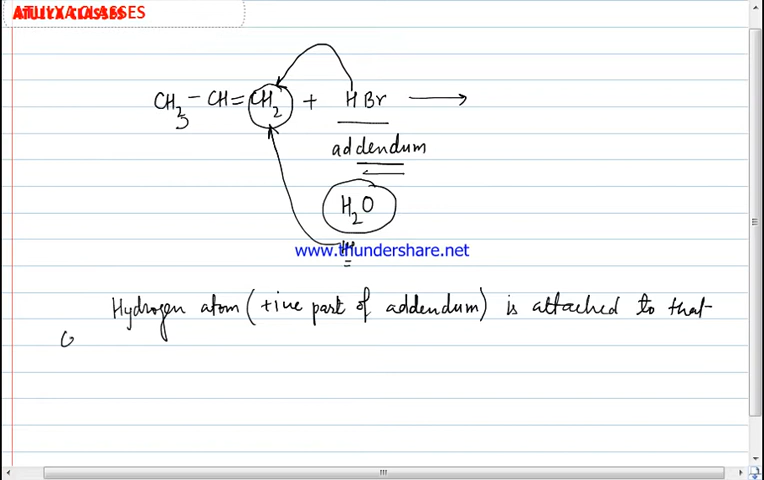 ATULYA CLASSES
CH3 - CH = CH2 + HBr →
addendum
H2O
H
www.thundershare.net
Hydrogen atom (+ive part of addendum) is attached to that